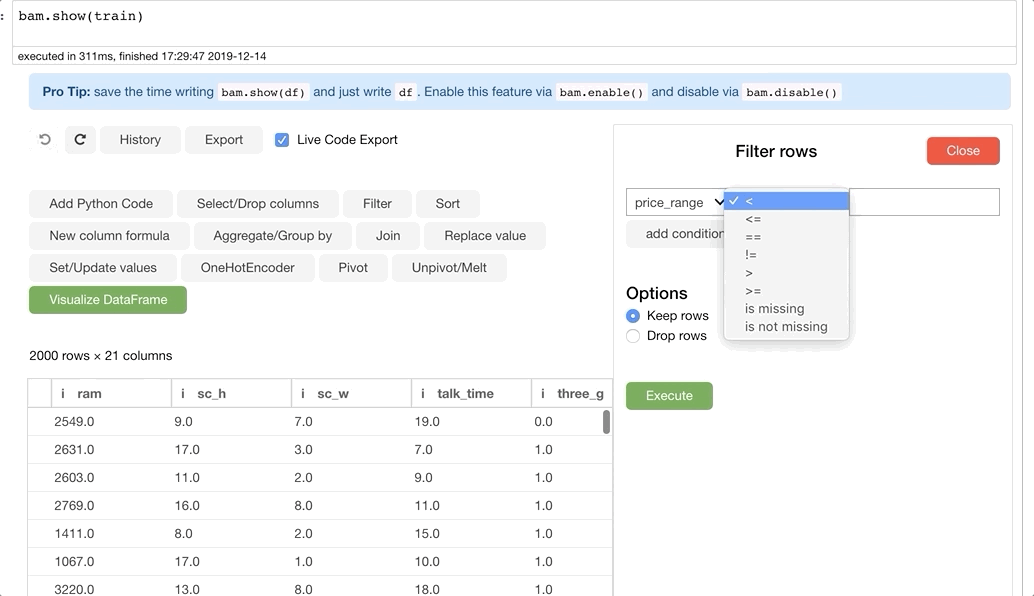 : bam.show(train)
executed in 311ms, finished 17:29:47 2019-12-14
Pro Tip: save the time writing bam.show(df) and just write df. Enable this feature via bam.enable() and disable via bam.disable()
History Export Live Code Export
Add Python Code Select/Drop columns Filter Sort
New column formula Aggregate/Group by Join Replace value
Set/Update values OneHotEncoder Pivot Unpivot/Melt
Visualize DataFrame
2000 rows × 21 columns
i ram i sc_h i sc_w i talk_time i three_g
2549.0 9.0 7.0 19.0 0.0
2631.0 17.0 3.0 7.0 1.0
2603.0 11.0 2.0 9.0 1.0
2769.0 16.0 8.0 11.0 1.0
1411.0 8.0 2.0 15.0 1.0
1067.0 17.0 1.0 10.0 1.0
3220.0 13.0 8.0 18.0 1.0
Filter rows Close
price_range
<
<=
==
!=
>
>=
is missing
is not missing
add condition
Options
Keep rows
Drop rows
Execute